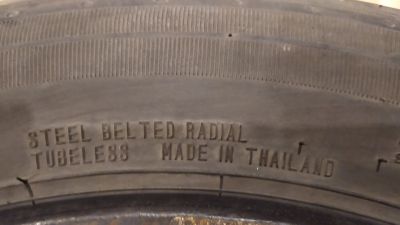 STEEL BELTED RADIAL
TUBELESS MADE IN THAILAND